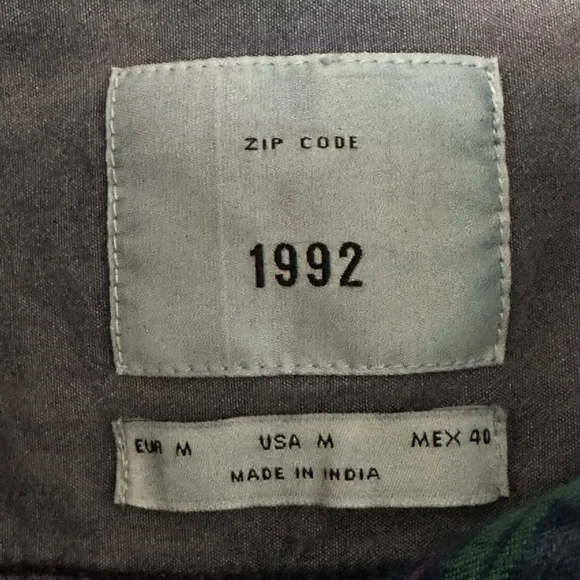 ZIP CODE
1992
EUR M USA M MEX 40
MADE IN INDIA